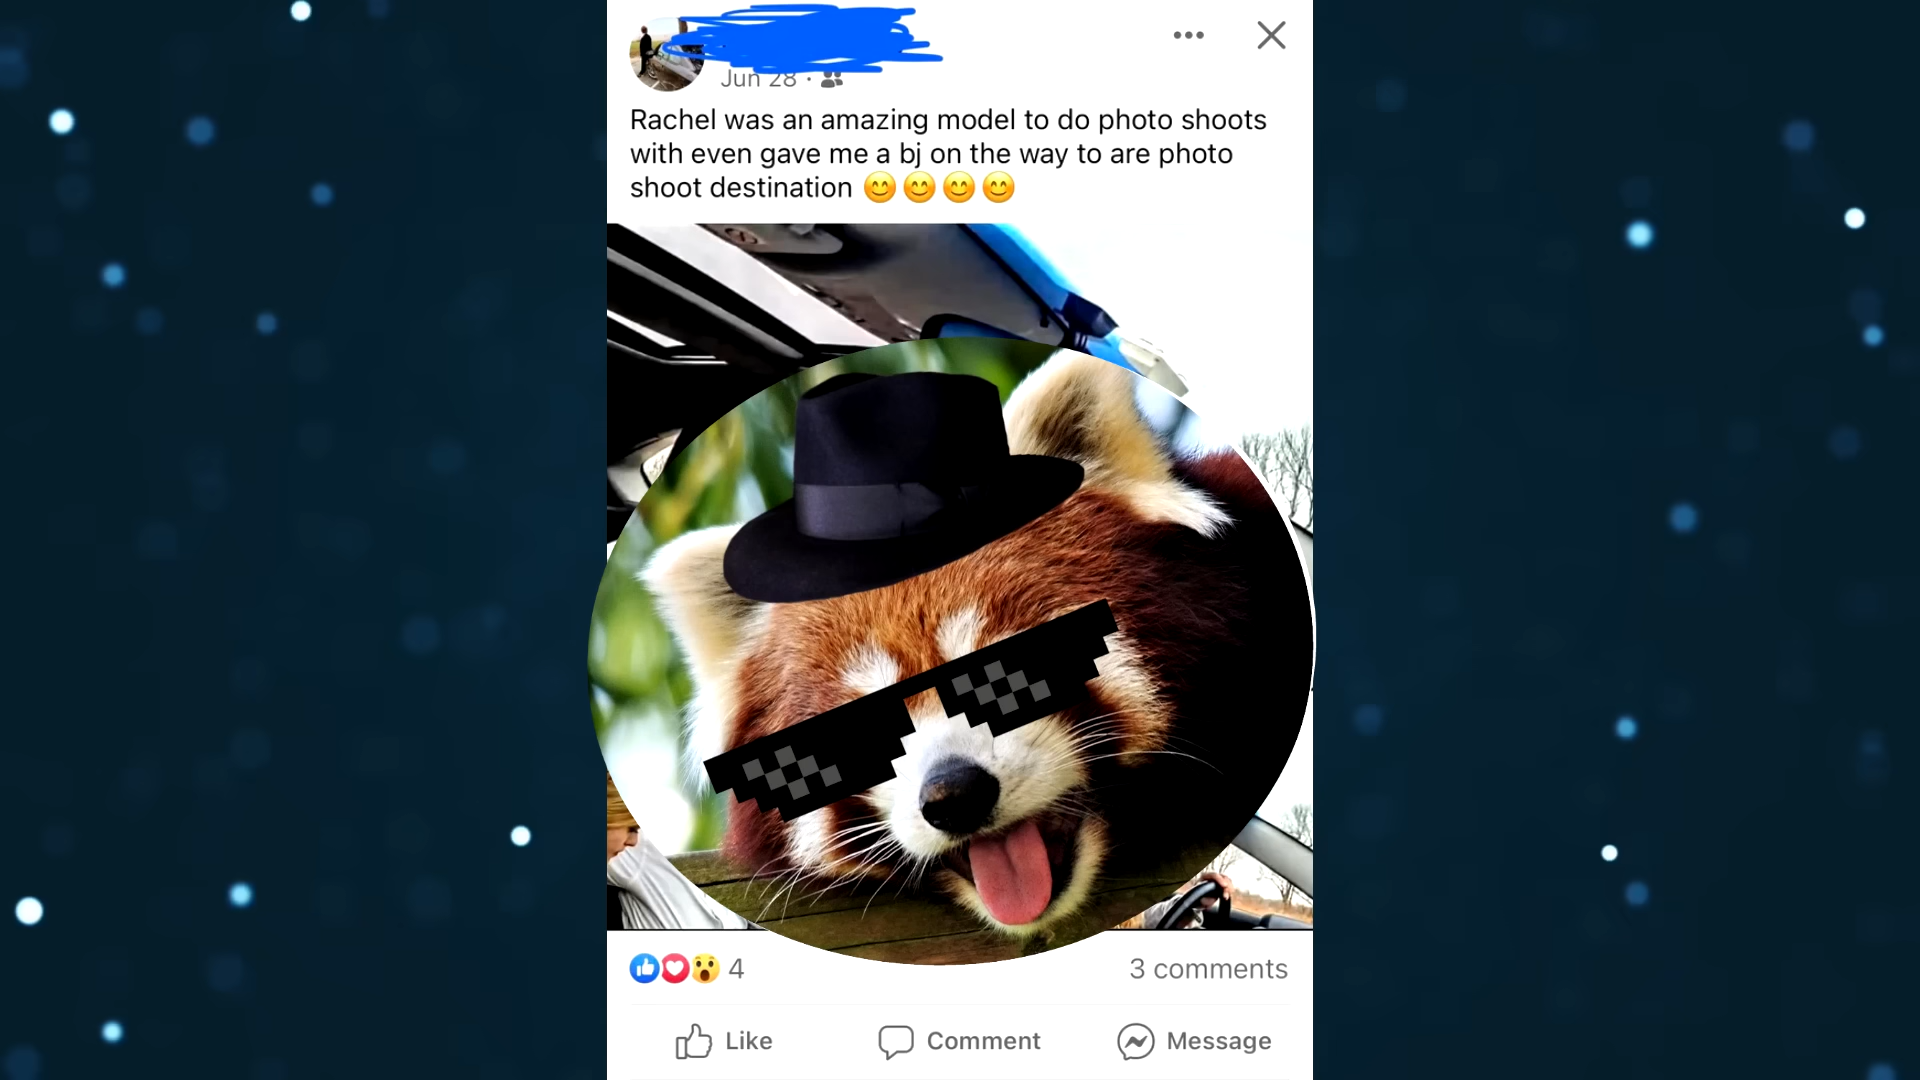 Jun 28 ·
Rachel was an amazing model to do photo shoots
with even gave me a bj on the way to are photo
shoot destination 😊😊😊😊
4
3 comments
Like
Comment
Message